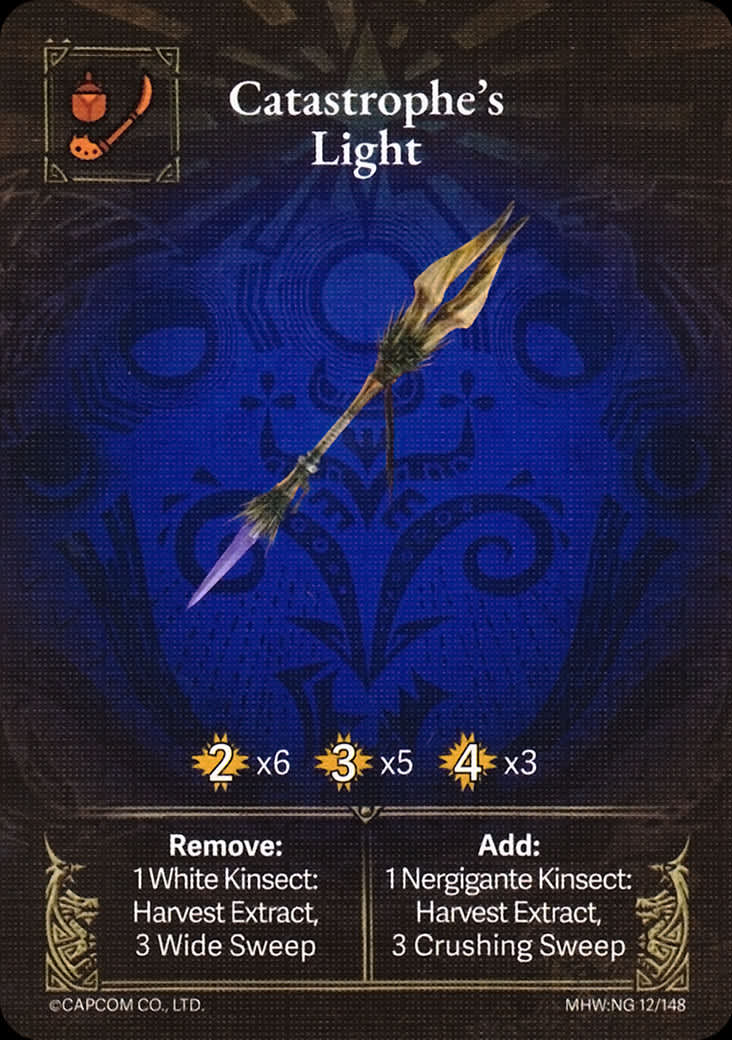 Catastrophe’s
Light
2 x6 3 x5 4 x3
Remove:
1 White Kinsect:
Harvest Extract,
3 Wide Sweep
Add:
1 Nergigante Kinsect:
Harvest Extract,
3 Crushing Sweep
©CAPCOM CO., LTD.
MHW:NG 12/148